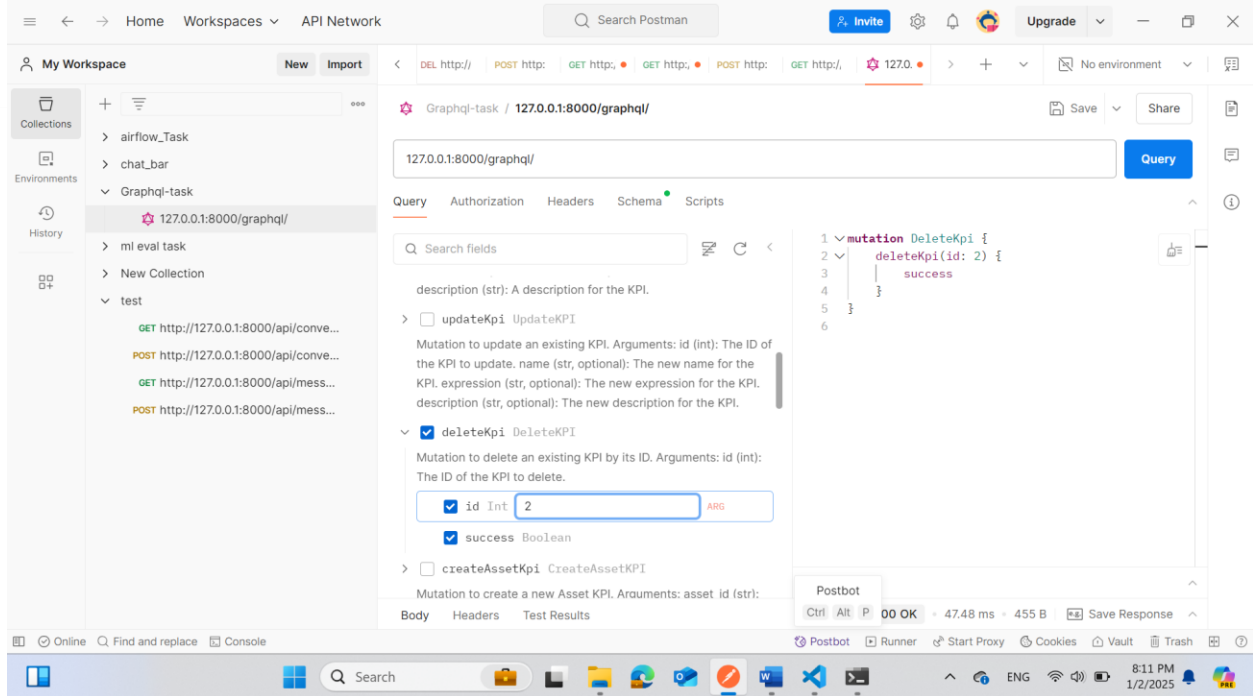 Home Workspaces API Network Search Postman Invite Upgrade
My Workspace New Import DEL http:// POST http: GET http:, GET http:, POST http: GET http:/, 127.0. No environment
Collections
Environments
History
airflow_Task
chat_bar
Graphql-task
127.0.0.1:8000/graphql/
ml eval task
New Collection
test
GET http://127.0.0.1:8000/api/conve...
POST http://127.0.0.1:8000/api/conve...
GET http://127.0.0.1:8000/api/mess...
POST http://127.0.0.1:8000/api/mess...
Graphql-task / 127.0.0.1:8000/graphql/ Save Share
127.0.0.1:8000/graphql/ Query
Query Authorization Headers Schema Scripts
Search fields
description (str): A description for the KPI.
updateKpi UpdateKPI
Mutation to update an existing KPI. Arguments: id (int): The ID of
the KPI to update. name (str, optional): The new name for the
KPI. expression (str, optional): The new expression for the KPI.
description (str, optional): The new description for the KPI.
deleteKpi DeleteKPI
Mutation to delete an existing KPI by its ID. Arguments: id (int):
The ID of the KPI to delete.
id Int 2 ARG
success Boolean
createAssetKpi CreateAssetKPI
Mutation to create a new Asset KPI. Arguments: asset_id (str):
1 mutation DeleteKpi {
2 deleteKpi(id: 2) {
3 success
4 }
5 }
6
Postbot
Ctrl Alt P
Body Headers Test Results 00 OK 47.48 ms 455 B Save Response
Online Find and replace Console Postbot Runner Start Proxy Cookies Vault Trash
Search ENG 8:11 PM
1/2/2025
PRE